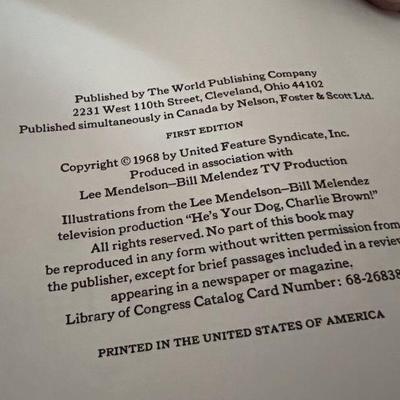 Published by The World Publishing Company
2231 West 110th Street, Cleveland, Ohio 44102
Published simultaneously in Canada by Nelson, Foster & Scott Ltd.
FIRST EDITION
Copyright © 1968 by United Feature Syndicate, Inc.
Produced in association with
Lee Mendelson—Bill Melendez TV Production
Illustrations from the Lee Mendelson—Bill Melendez
television production “He's Your Dog, Charlie Brown!”
All rights reserved. No part of this book may
be reproduced in any form without written permission from
the publisher, except for brief passages included in a review
appearing in a newspaper or magazine.
Library of Congress Catalog Card Number: 68-26838
PRINTED IN THE UNITED STATES OF AMERICA